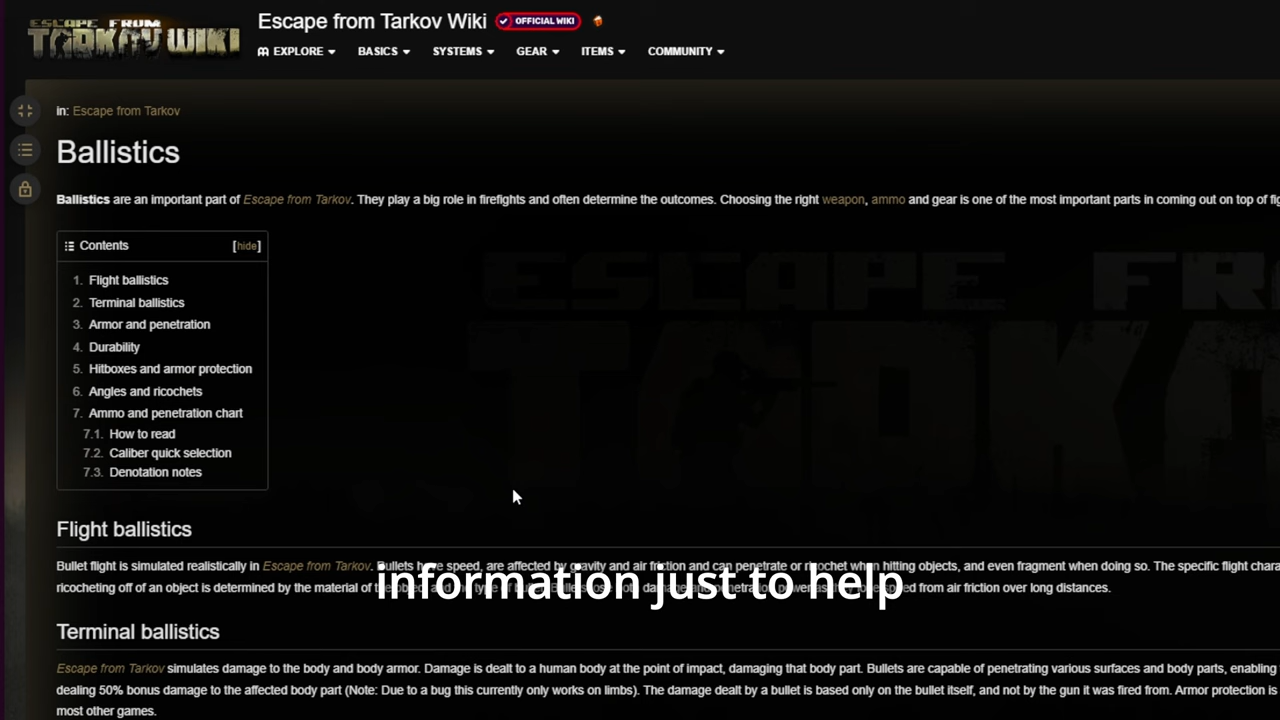 ESCAPE FROM
TARKOV WIKI
Escape from Tarkov Wiki OFFICIAL WIKI
EXPLORE BASICS SYSTEMS GEAR ITEMS COMMUNITY
in: Escape from Tarkov
Ballistics
Ballistics are an important part of Escape from Tarkov. They play a big role in firefights and often determine the outcomes. Choosing the right weapon, ammo and gear is one of the most important parts in coming out on top of fig
Contents [hide]
1. Flight ballistics
2. Terminal ballistics
3. Armor and penetration
4. Durability
5. Hitboxes and armor protection
6. Angles and ricochets
7. Ammo and penetration chart
7.1. How to read
7.2. Caliber quick selection
7.3. Denotation notes
ESCAPE FR
TARKO
Flight ballistics
Bullet flight is simulated realistically in Escape from Tarkov. Bullets have speed, are affected by gravity and air friction and can penetrate or ricochet when hitting objects, and even fragment when doing so. The specific flight chara
information just to help
ricocheting off of an object is determined by the material of from air friction over long distances.
Terminal ballistics
Escape from Tarkov simulates damage to the body and body armor. Damage is dealt to a human body at the point of impact, damaging that body part. Bullets are capable of penetrating various surfaces and body parts, enabling
dealing 50% bonus damage to the affected body part (Note: Due to a bug this currently only works on limbs). The damage dealt by a bullet is based only on the bullet itself, and not by the gun it was fired from. Armor protection is
most other games.